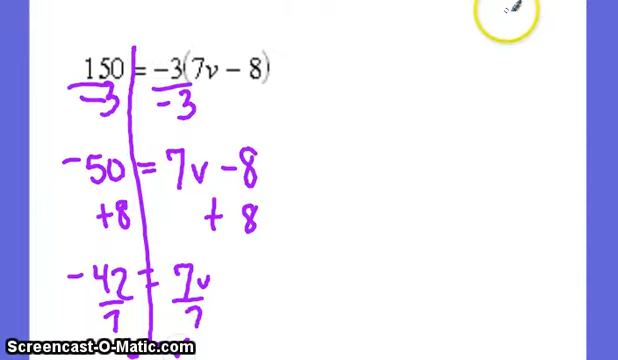 150 = −3(7v − 8)
−3 −3
-50 = 7v - 8
+8 + 8
-42 = 7v
7 7
SCREENCAST-O-MATIC.COM